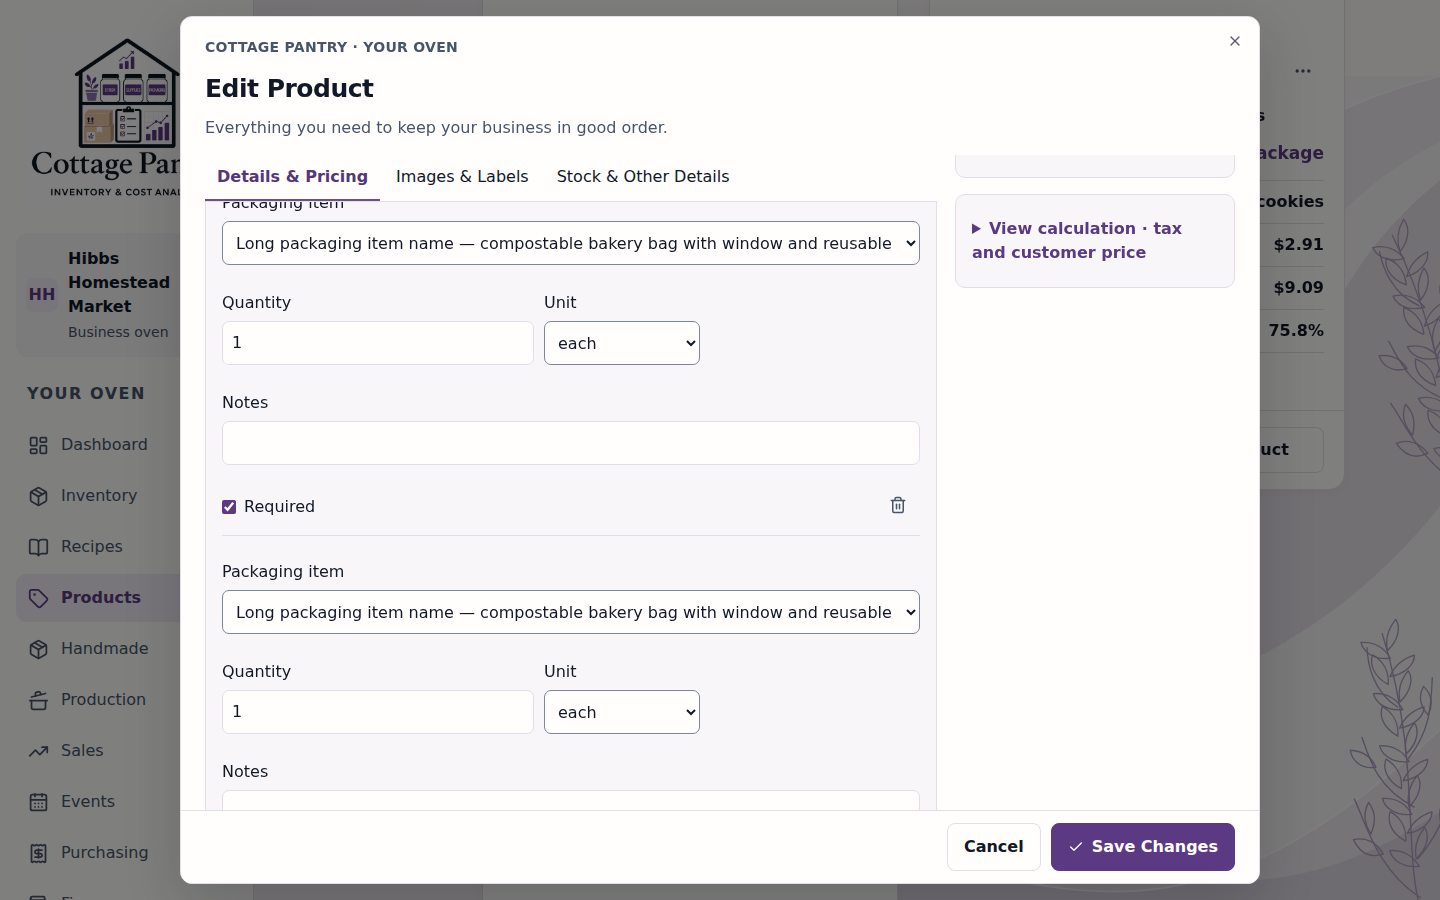 COTTAGE PANTRY · YOUR OVEN
Edit Product
Everything you need to keep your business in good order.
Details & Pricing
Images & Labels
Stock & Other Details
Packaging item
Long packaging item name — compostable bakery bag with window and reusable
Quantity
Unit
1
each
Notes
Required
Packaging item
Long packaging item name — compostable bakery bag with window and reusable
Quantity
Unit
1
each
Notes
View calculation · tax
and customer price
Cancel
Save Changes
Cottage Pan
INVENTORY & COST ANAL
HH
Hibbs
Homestead
Market
Business oven
YOUR OVEN
Dashboard
Inventory
Recipes
Products
Handmade
Production
Sales
Events
Purchasing
s
ackage
cookies
$2.91
$9.09
75.8%
uct